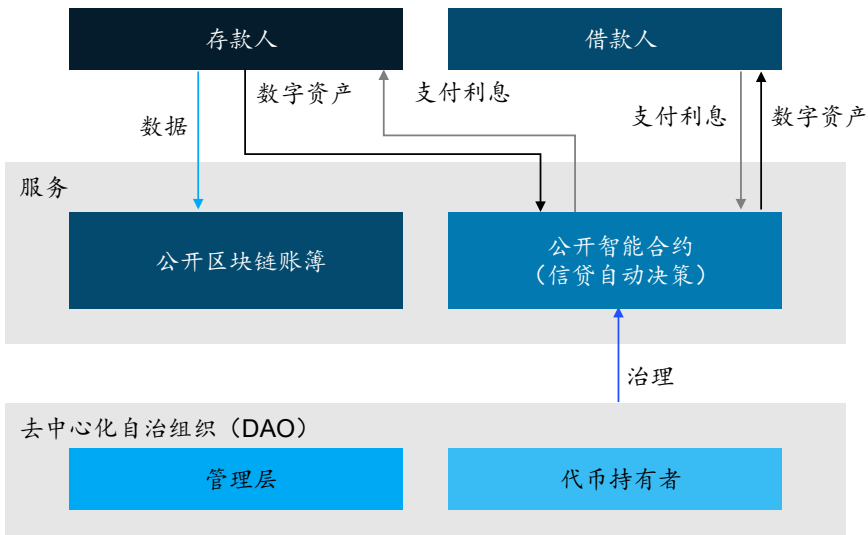 存款人
借款人
数字资产
支付利息
数据
支付利息
数字资产
服务
公开区块链账簿
公开智能合约
（信贷自动决策）
治理
去中心化自治组织（DAO）
管理层
代币持有者